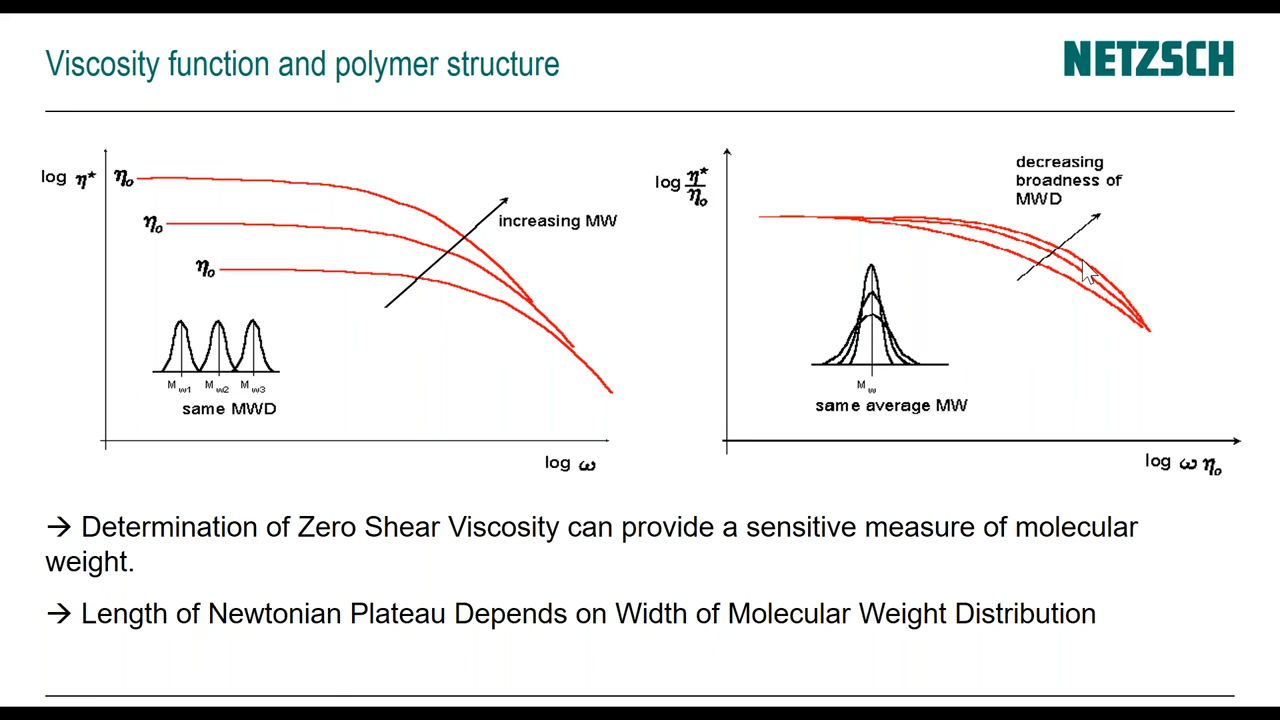 Viscosity function and polymer structure
NETZSCH
log η*
η₀
η₀
η₀
increasing MW
M w1 M w2 M w3
same MWD
log ω
log η*/η₀
decreasing
broadness of
MWD
M w
same average MW
log ω η₀
→ Determination of Zero Shear Viscosity can provide a sensitive measure of molecular
weight.
→ Length of Newtonian Plateau Depends on Width of Molecular Weight Distribution